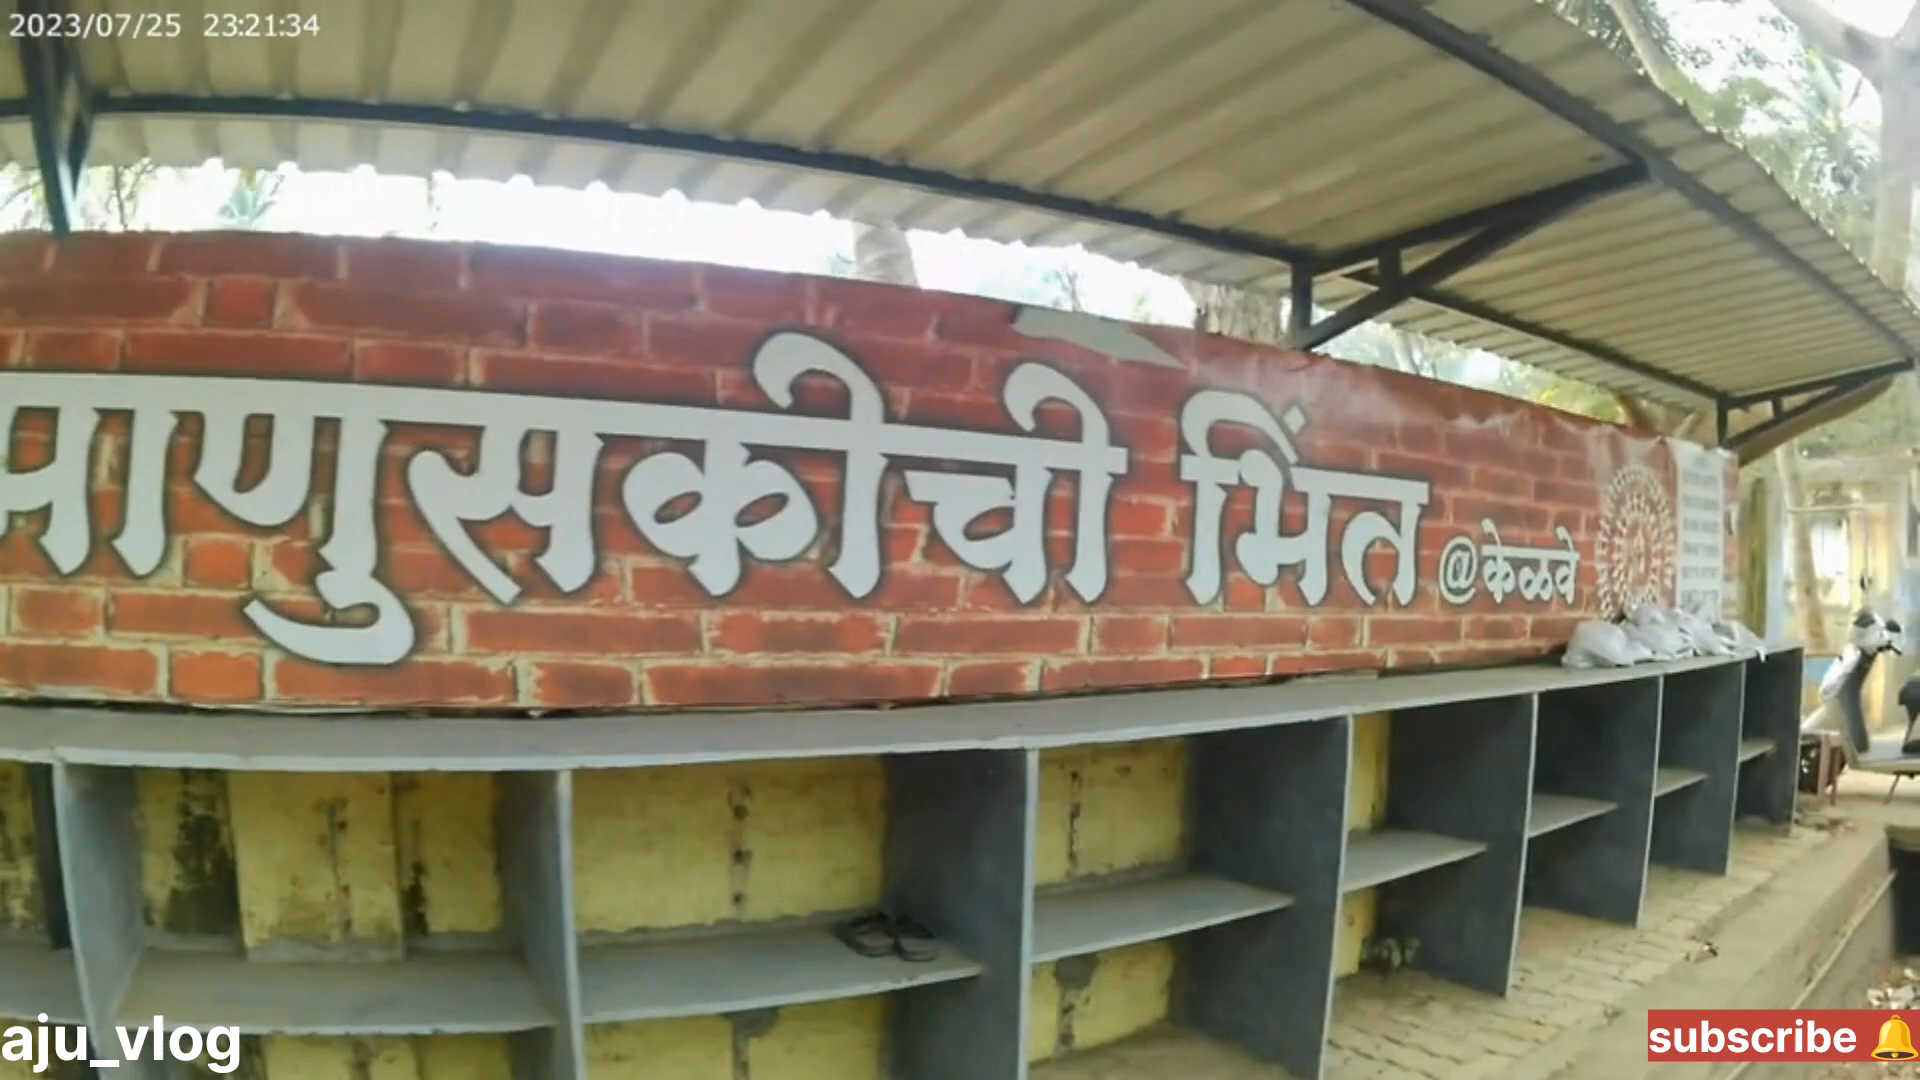 2023/07/25 23:21:34
माणुसकीची भिंत @केळवे
aju_vlog
subscribe 🔔